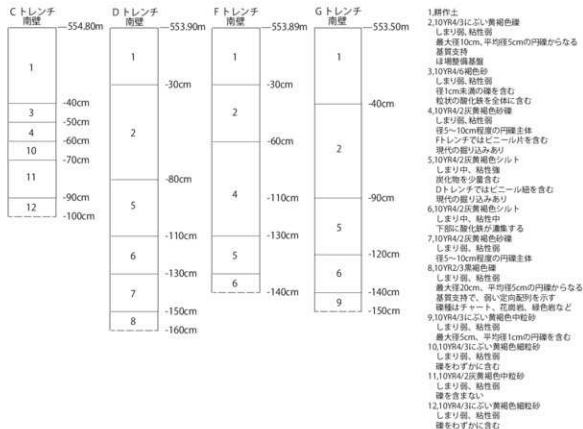 Cトレンチ
南壁
554.80m
1
-40cm
3
-50cm
4
-60cm
10
-70cm
11
-90cm
12
-100cm
Dトレンチ
南壁
553.90m
1
-30cm
2
-80cm
5
-110cm
6
-130cm
7
-150cm
8
-160cm
Fトレンチ
南壁
553.89m
1
-30cm
2
-60cm
4
-110cm
-130cm
5
6
-140cm
Gトレンチ
南壁
553.50m
1
-40cm
2
-90cm
5
-120cm
6
-140cm
9
-150cm
1,耕作土
2,10YR4/3にぶい黄褐色礫
しまり弱、粘性弱
最大径10cm、平均径5cmの円礫からなる
基質支持
ほ場整備基盤
3,10YR4/6褐色砂
しまり弱、粘性弱
径1cm未満の礫を含む
粒状の酸化鉄を全体に含む
4,10YR4/2灰黄褐色砂礫
しまり弱、粘性弱
径5～10cm程度の円礫主体
Fトレンチではビニール片を含む
現代の掘り込みあり
5,10YR4/2灰黄褐色シルト
しまり中、粘性強
炭化物を少量含む
Dトレンチではビニール紐を含む
現代の掘り込みあり
6,10YR4/2灰黄褐色シルト
しまり中、粘性中
下部に酸化鉄が濃集する
7,10YR4/2灰黄褐色砂礫
しまり弱、粘性弱
径5～10cm程度の円礫主体
8,10YR2/3黒褐色礫
しまり弱、粘性弱
最大径20cm、平均径5cmの円礫からなる
基質支持で、弱い定向配列を示す
礫種はチャート、花崗岩、緑色岩など
9,10YR4/3にぶい黄褐色中粒砂
しまり弱、粘性弱
最大径5cm、平均径1cmの円礫を含む
10,10YR4/3にぶい黄褐色細粒砂
しまり弱、粘性弱
礫をわずかに含む
11,10YR4/2灰黄褐色中粒砂
しまり弱、粘性弱
礫を含まない
12,10YR4/3にぶい黄褐色細粒砂
しまり弱、粘性弱
礫をわずかに含む